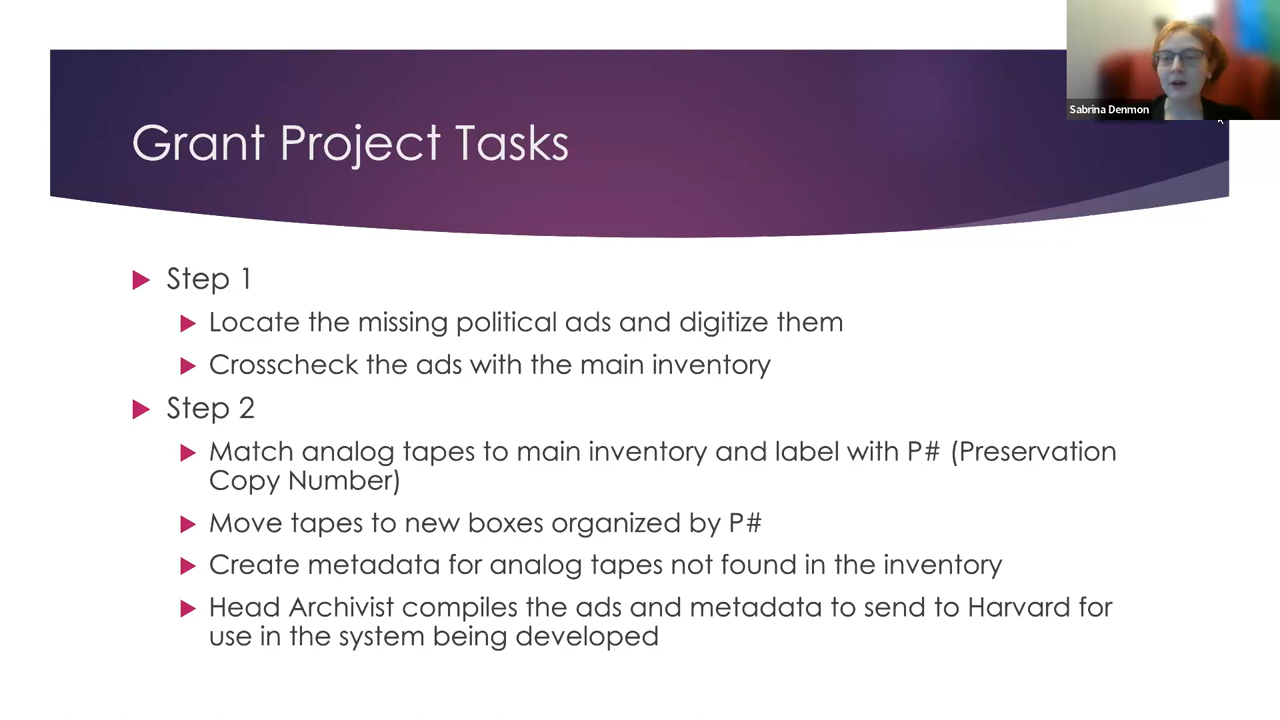 Sabrina Denmon
Grant Project Tasks
Step 1
Locate the missing political ads and digitize them
Crosscheck the ads with the main inventory
Step 2
Match analog tapes to main inventory and label with P# (Preservation
Copy Number)
Move tapes to new boxes organized by P#
Create metadata for analog tapes not found in the inventory
Head Archivist compiles the ads and metadata to send to Harvard for
use in the system being developed